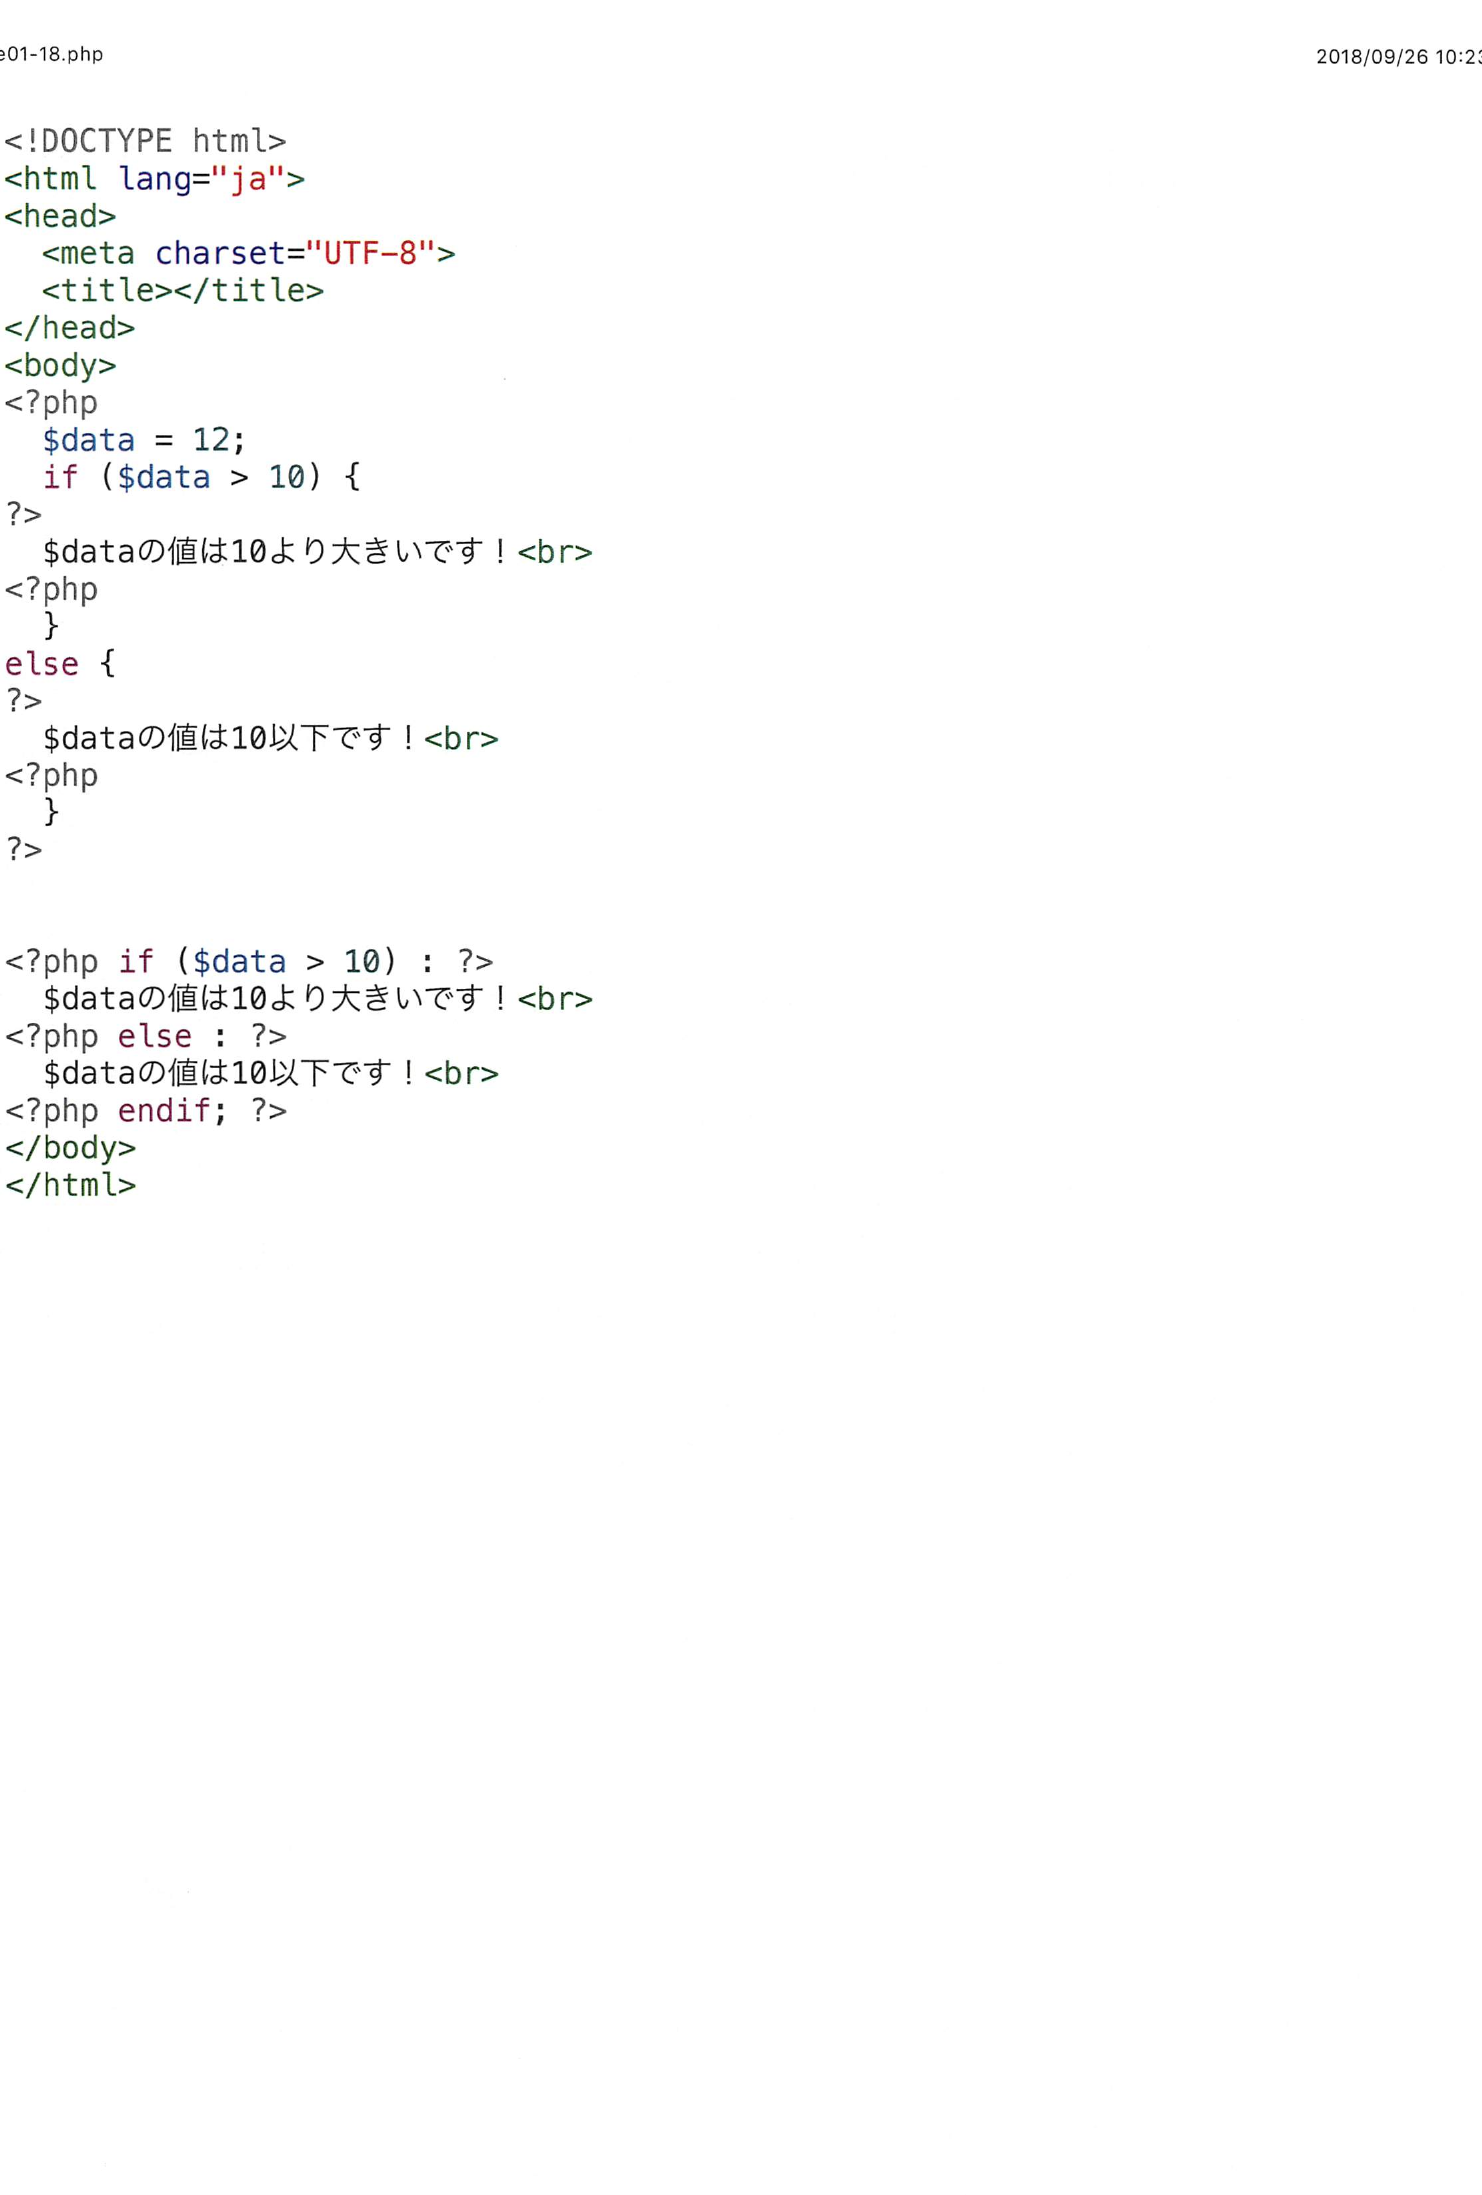 e01-18.php
2018/09/26 10:23
<!DOCTYPE html>
<html lang="ja">
<head>
  <meta charset="UTF-8">
  <title></title>
</head>
<body>
<?php
  $data = 12;
  if ($data > 10) {
?>
  $dataの値は10より大きいです！<br>
<?php
  }
else {
?>
  $dataの値は10以下です！<br>
<?php
  }
?>
<?php if ($data > 10) : ?>
  $dataの値は10より大きいです！<br>
<?php else : ?>
  $dataの値は10以下です！<br>
<?php endif; ?>
</body>
</html>